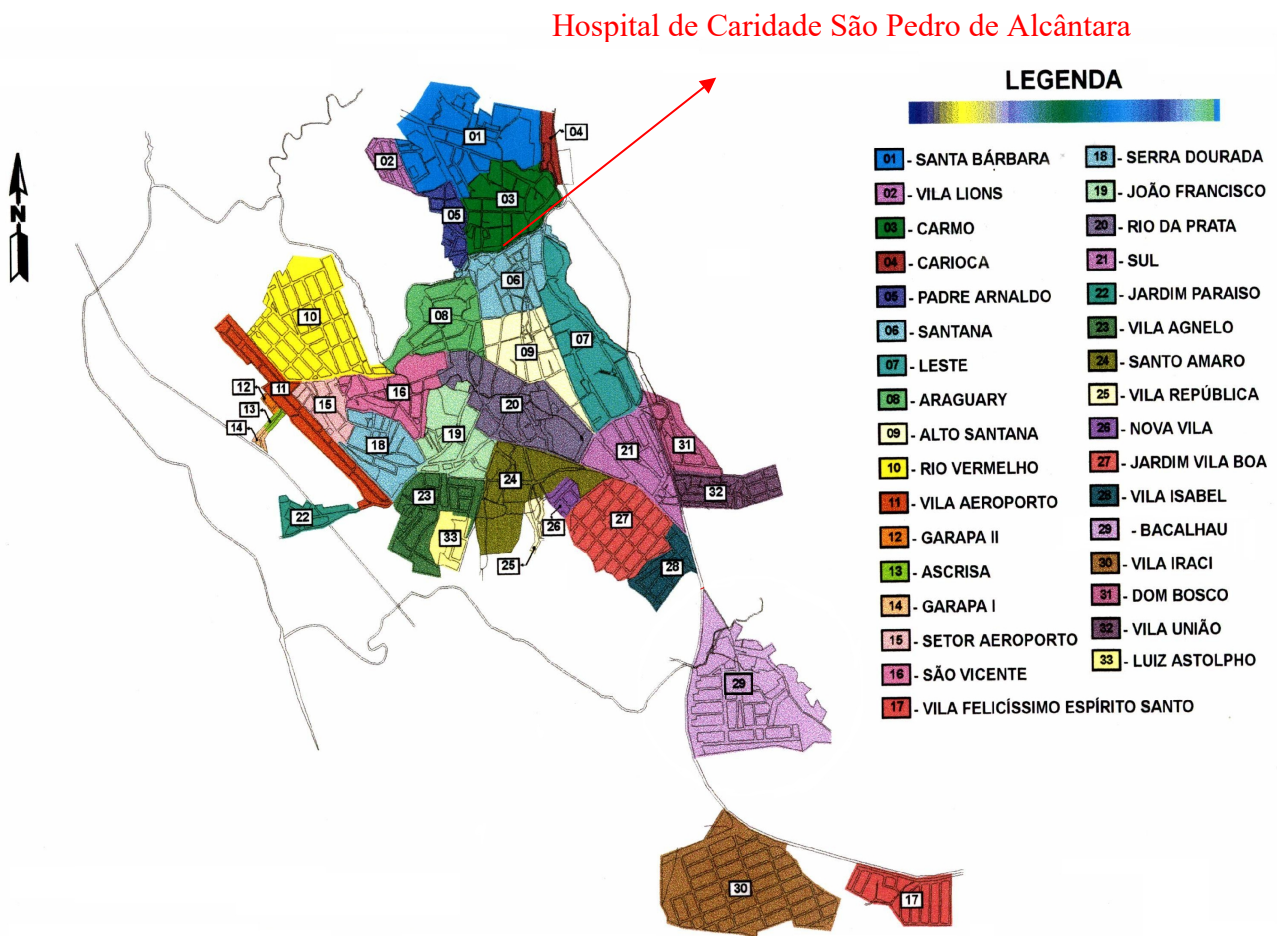 Hospital de Caridade São Pedro de Alcântara
LEGENDA
N
01 - SANTA BÁRBARA
02 - VILA LIONS
03 - CARMO
04 - CARIOCA
05 - PADRE ARNALDO
06 - SANTANA
07 - LESTE
08 - ARAGUARY
09 - ALTO SANTANA
10 - RIO VERMELHO
11 - VILA AEROPORTO
12 - GARAPA II
13 - ASCRISA
14 - GARAPA I
15 - SETOR AEROPORTO
16 - SÃO VICENTE
17 - VILA FELICÍSSIMO ESPÍRITO SANTO
18 - SERRA DOURADA
19 - JOÃO FRANCISCO
20 - RIO DA PRATA
21 - SUL
22 - JARDIM PARAISO
23 - VILA AGNELO
24 - SANTO AMARO
25 - VILA REPÚBLICA
26 - NOVA VILA
27 - JARDIM VILA BOA
28 - VILA ISABEL
29 - BACALHAU
30 - VILA IRACI
31 - DOM BOSCO
32 - VILA UNIÃO
33 - LUIZ ASTOLPHO
01
04
02
03
05
06
10
08
07
09
12
11
13
15
16
14
20
19
18
21
31
24
32
23
22
26
27
33
25
28
29
30
17